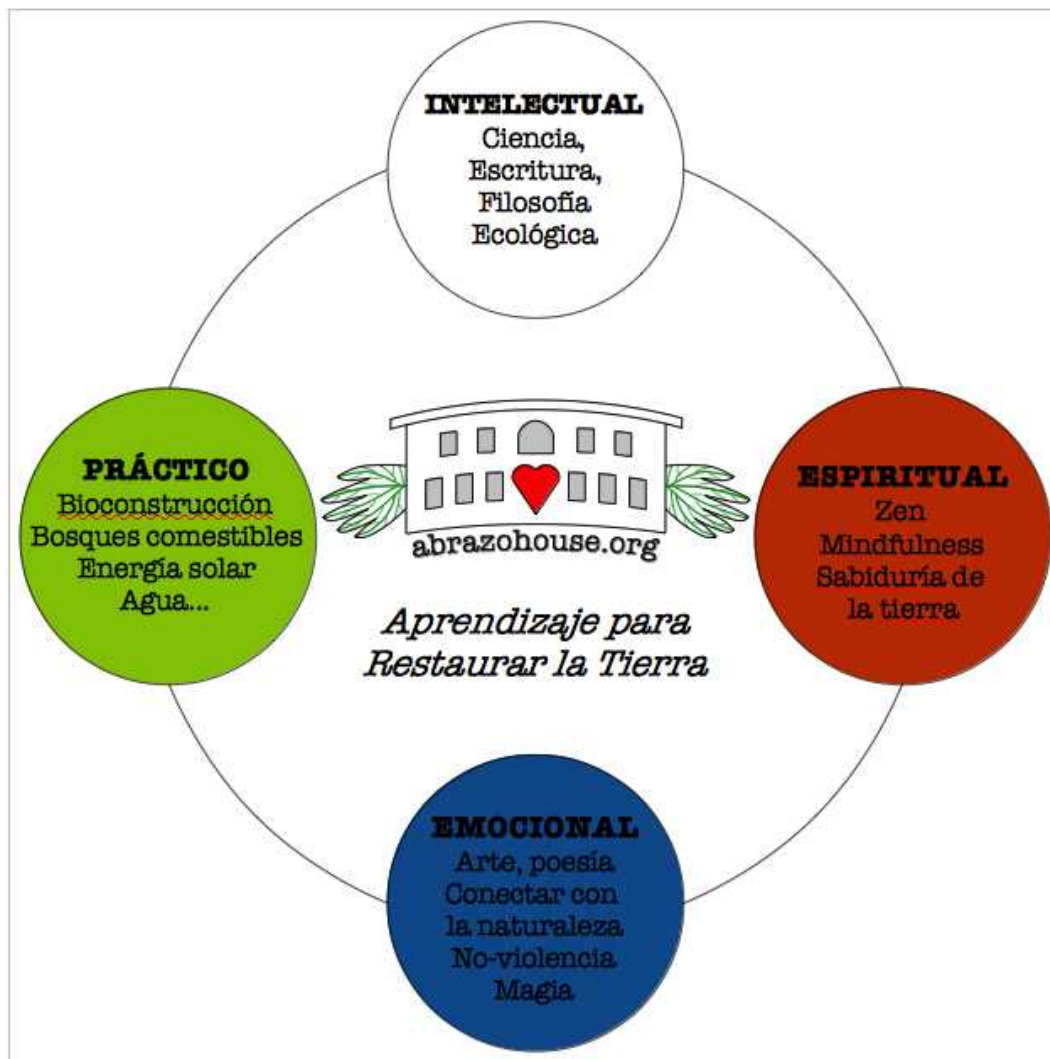 INTELECTUAL
Ciencia,
Escritura,
Filosofía
Ecológica
PRÁCTICO
Bioconstrucción
Bosques comestibles
Energía solar
Agua...
abrazohouse.org
Aprendizaje para
Restaurar la Tierra
ESPIRITUAL
Zen
Mindfulness
Sabiduría de
la tierra
EMOCIONAL
Arte, poesía
Conectar con
la naturaleza
No-violencia
Magia